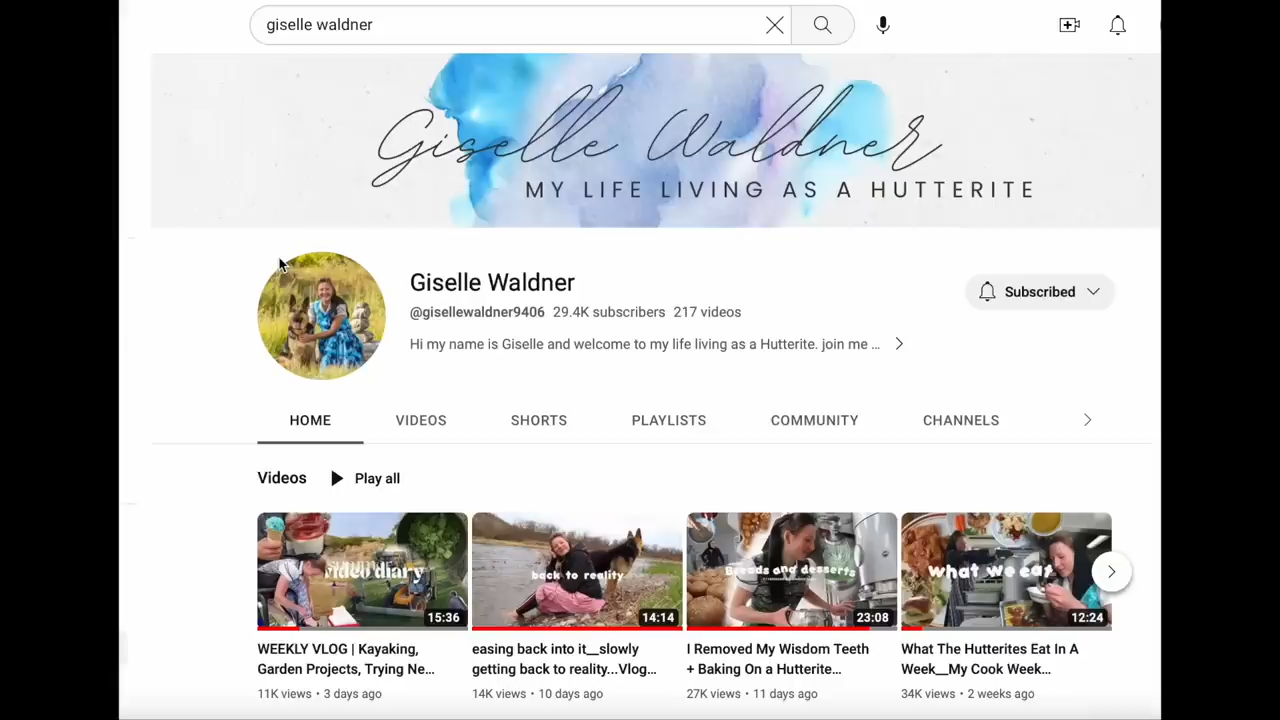 giselle waldner
Giselle Waldner
MY LIFE LIVING AS A HUTTERITE
Giselle Waldner
@gisellewaldner9406 29.4K subscribers 217 videos
Hi my name is Giselle and welcome to my life living as a Hutterite. join me ...
Subscribed
HOME VIDEOS SHORTS PLAYLISTS COMMUNITY CHANNELS
Videos Play all
video diary
15:36
back to reality
14:14
Breads and desserts
23:08
what we eat
12:24
WEEKLY VLOG | Kayaking,
Garden Projects, Trying Ne...
11K views • 3 days ago
easing back into it__slowly
getting back to reality...Vlog...
14K views • 10 days ago
I Removed My Wisdom Teeth
+ Baking On a Hutterite...
27K views • 11 days ago
What The Hutterites Eat In A
Week__My Cook Week...
34K views • 2 weeks ago